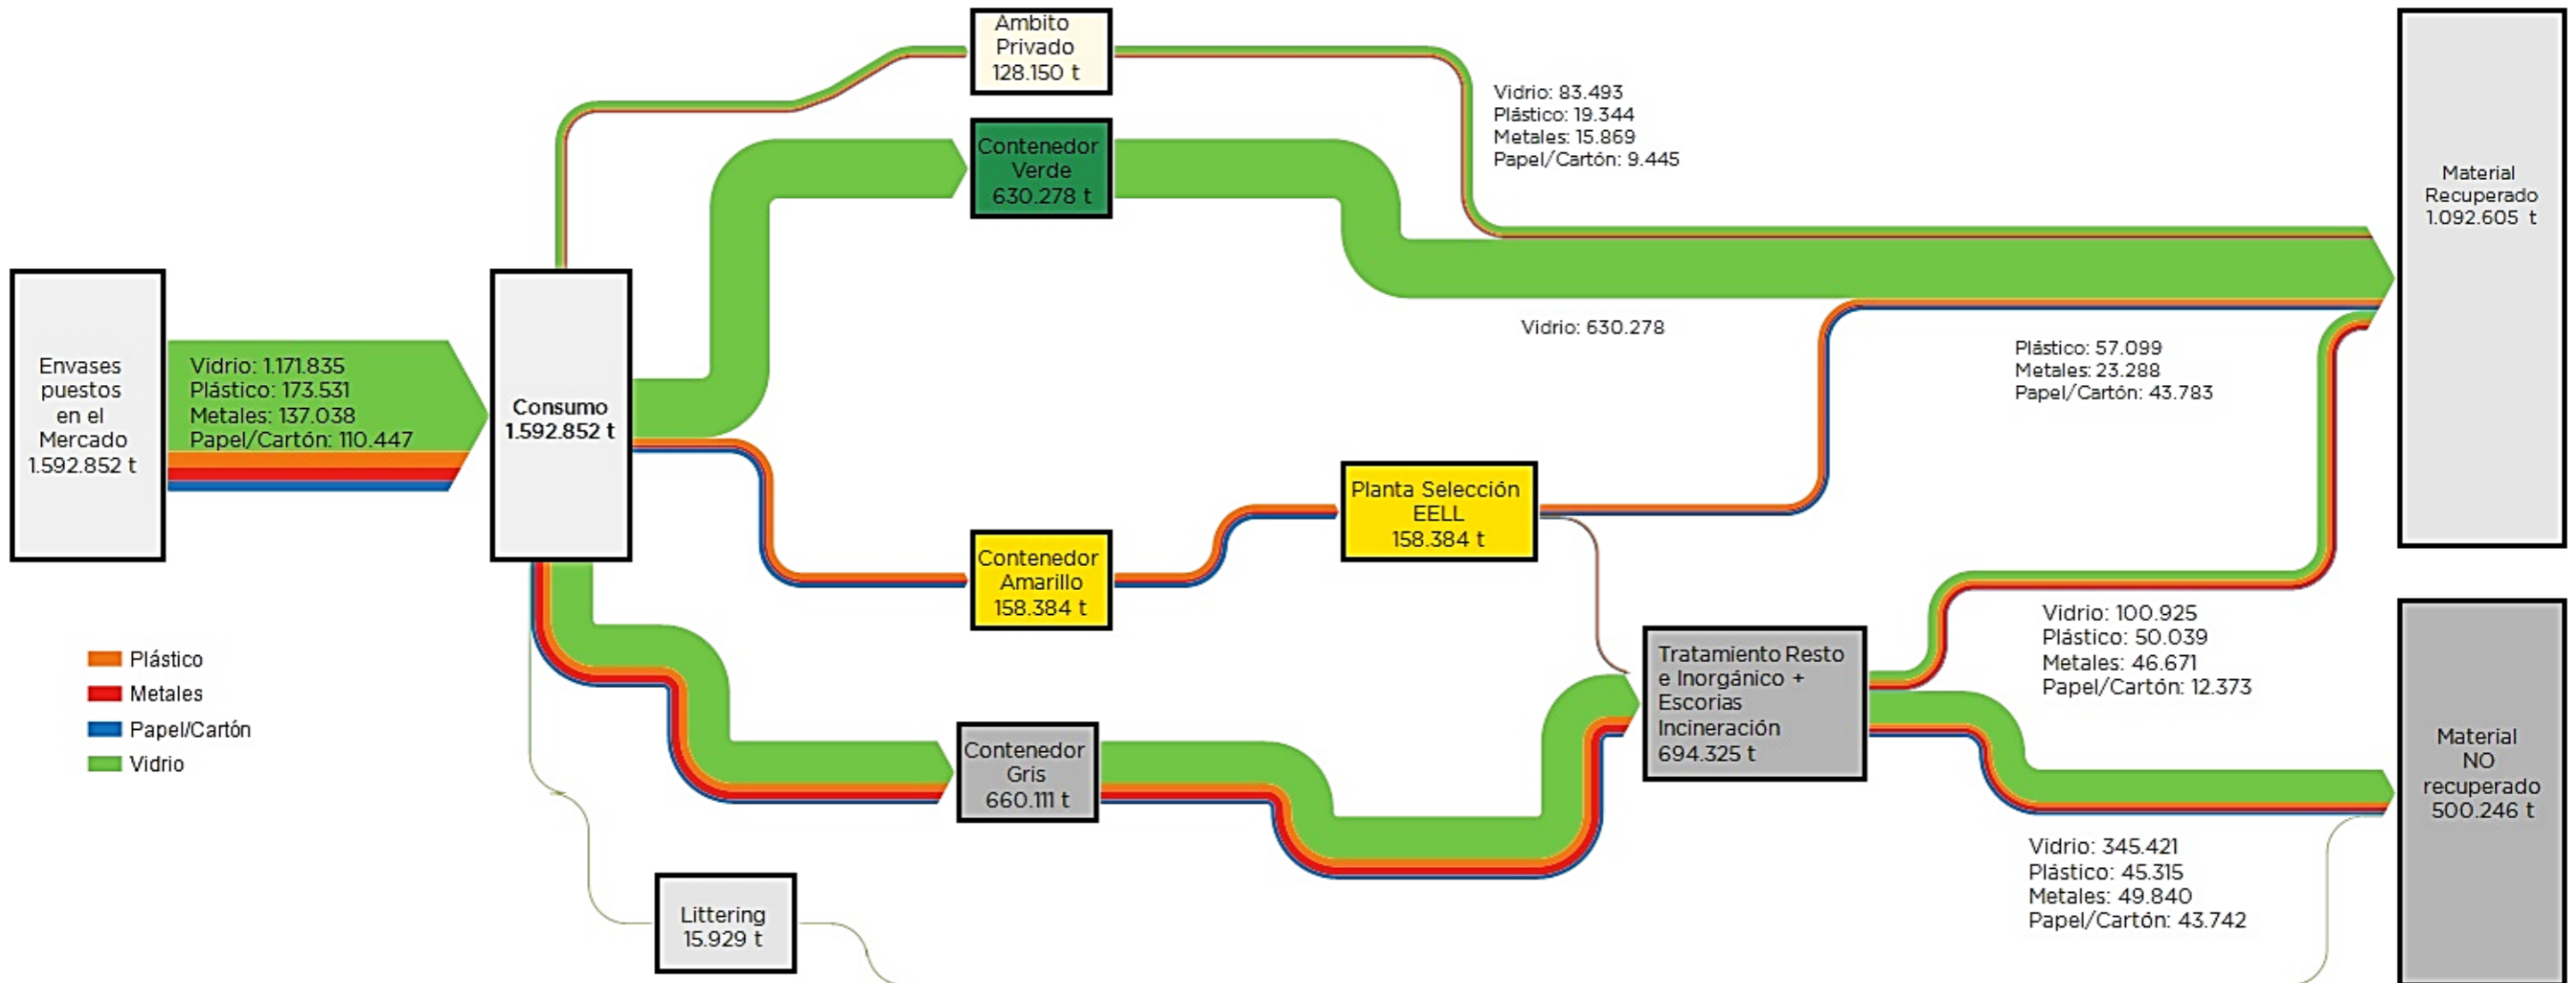 Ambito
Privado
128.150 t
Vidrio: 83.493
Plástico: 19.344
Metales: 15.869
Papel/Cartón: 9.445
Contenedor
Verde
630.278 t
Material
Recuperado
1.092.605 t
Envases
puestos
en el
Mercado
1.592.852 t
Vidrio: 1.171.835
Plástico: 173.531
Metales: 137.038
Papel/Cartón: 110.447
Consumo
1.592.852 t
Vidrio: 630.278
Plástico: 57.099
Metales: 23.288
Papel/Cartón: 43.783
Planta Selección
EELL
158.384 t
Contenedor
Amarillo
158.384 t
Plástico
Metales
Papel/Cartón
Vidrio
Tratamiento Resto
e Inorgánico +
Escorias
Incineración
694.325 t
Vidrio: 100.925
Plástico: 50.039
Metales: 46.671
Papel/Cartón: 12.373
Contenedor
Gris
660.111 t
Material
NO
recuperado
500.246 t
Vidrio: 345.421
Plástico: 45.315
Metales: 49.840
Papel/Cartón: 43.742
Littering
15.929 t